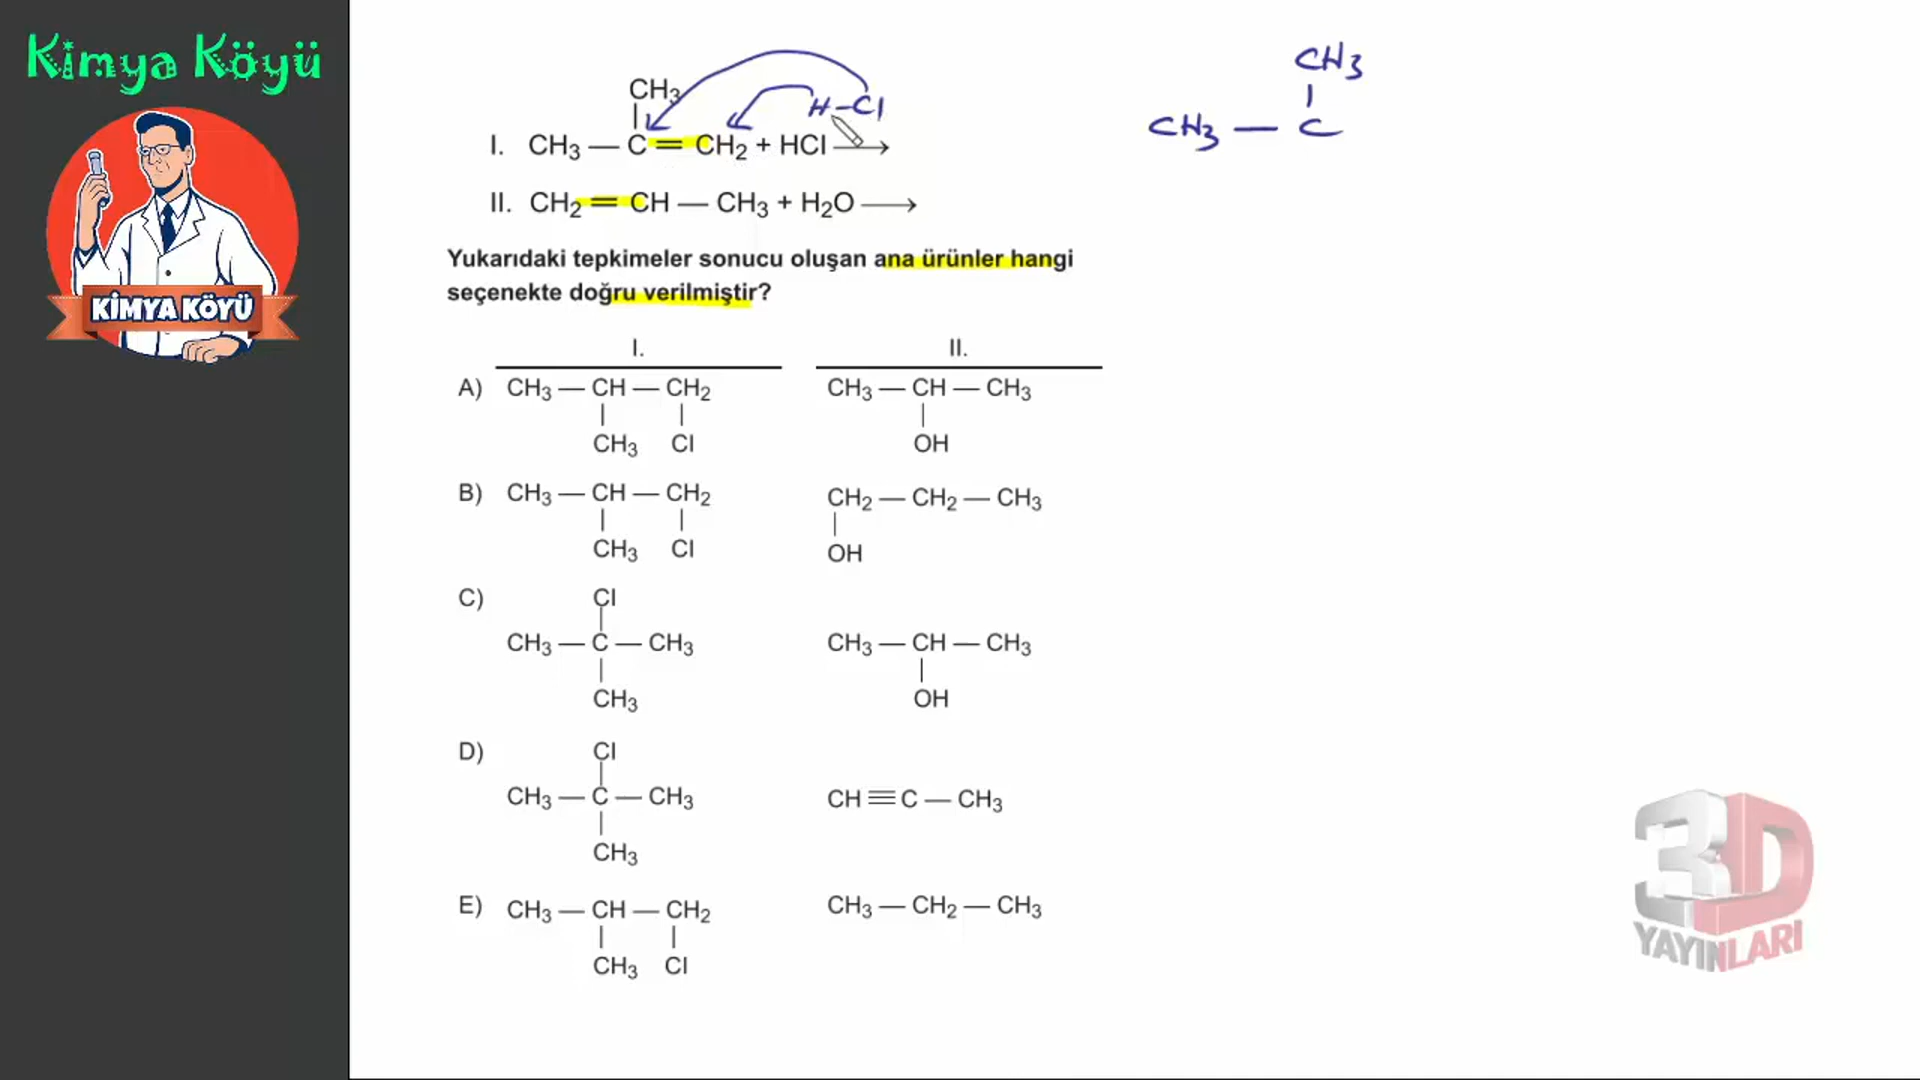 Kimya Köyü
KİMYA KÖYÜ
CH3
H-Cl
I. CH3 — C = CH2 + HCl ⟶
II. CH2 = CH — CH3 + H2O ⟶
CH3
CH3 — C
Yukarıdaki tepkimeler sonucu oluşan ana ürünler hangi
seçenekte doğru verilmiştir?
I. II.
A) CH3 — CH — CH2 CH3 — CH — CH3
CH3 Cl OH
B) CH3 — CH — CH2 CH2 — CH2 — CH3
CH3 Cl OH
C) Cl
CH3 — C — CH3 CH3 — CH — CH3
CH3 OH
D) Cl
CH3 — C — CH3 CH≡C — CH3
CH3
E) CH3 — CH — CH2 CH3 — CH2 — CH3
CH3 Cl
3D
YAYINLARI